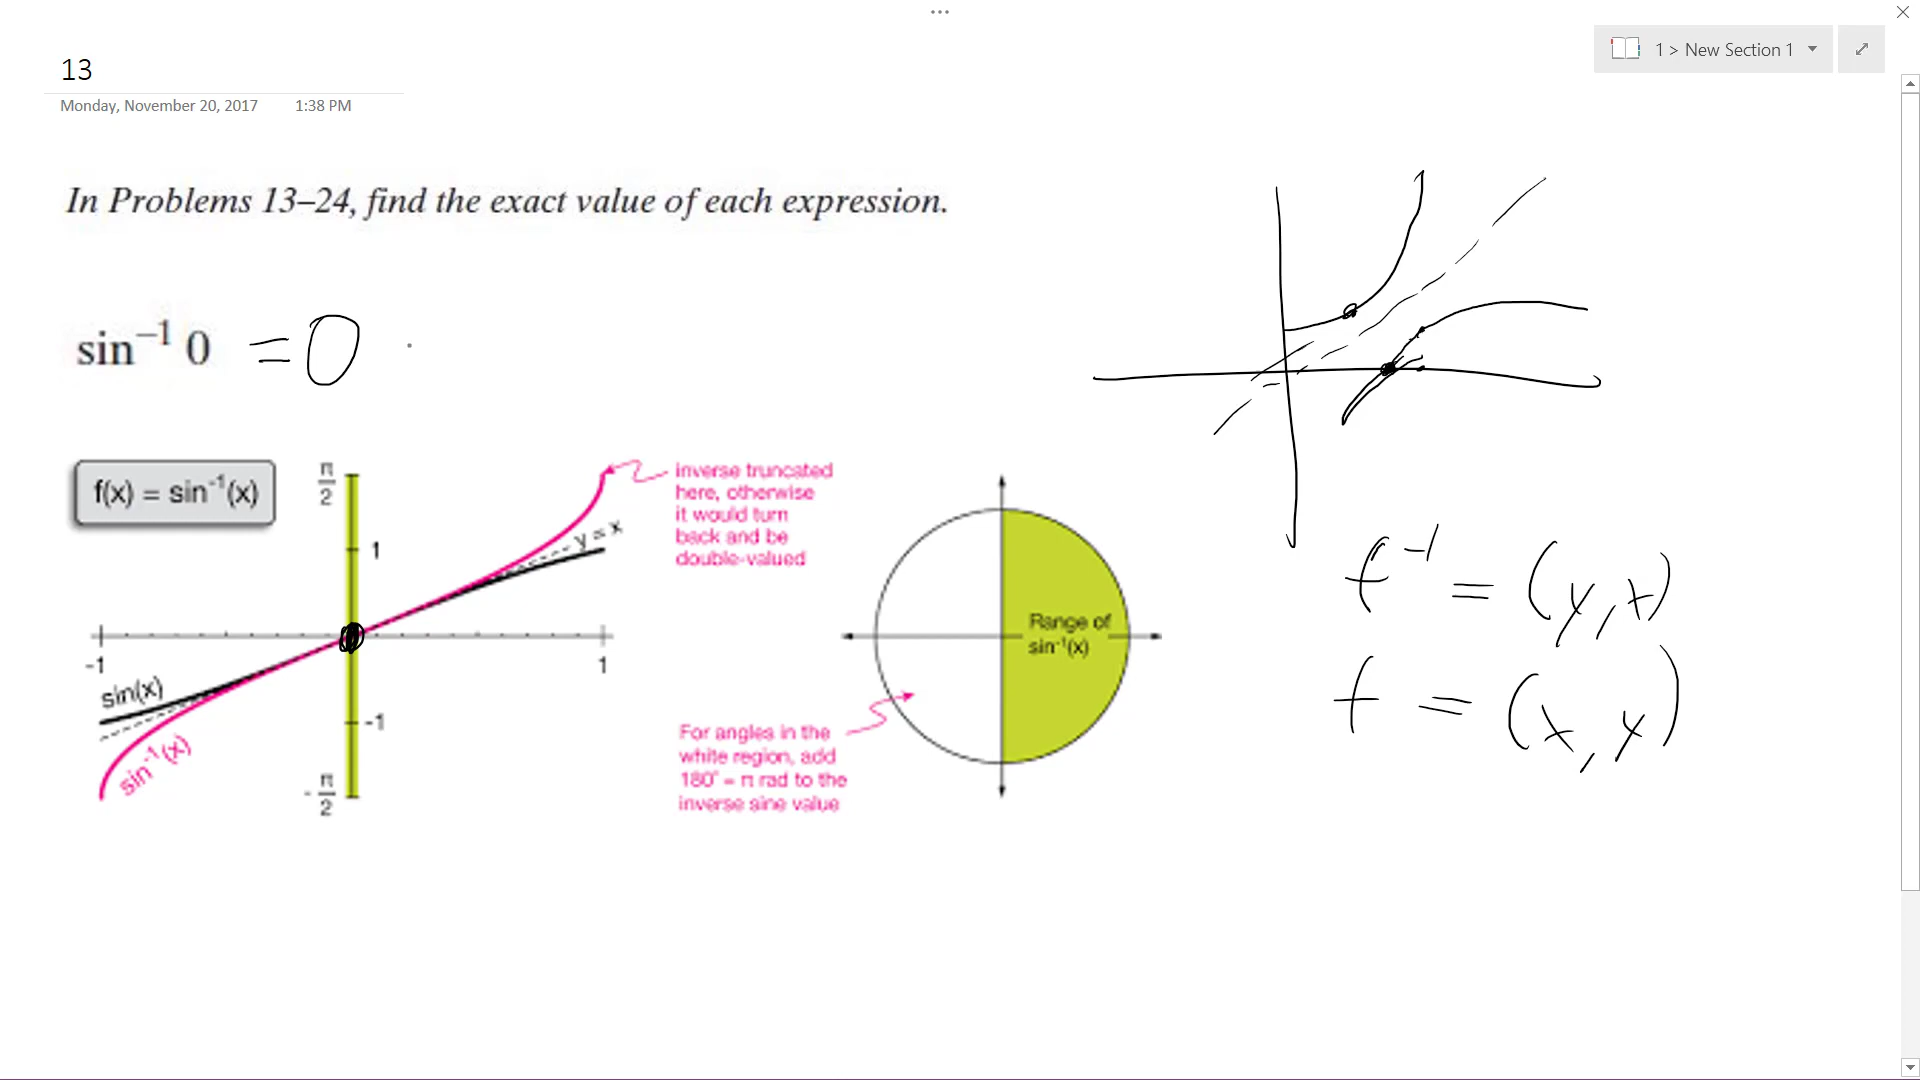 ...
1 > New Section 1
13
Monday, November 20, 2017 1:38 PM
In Problems 13–24, find the exact value of each expression.
sin⁻¹ 0 = 0
f(x) = sin⁻¹(x)
π/2
1
-1
1
-1
-π/2
y = x
sin(x)
sin⁻¹(x)
inverse truncated
here, otherwise
it would turn
back and be
double-valued
Range of
sin⁻¹(x)
For angles in the
white region, add
180° = π rad to the
inverse sine value
f⁻¹ = (y, x)
f = (x, y)